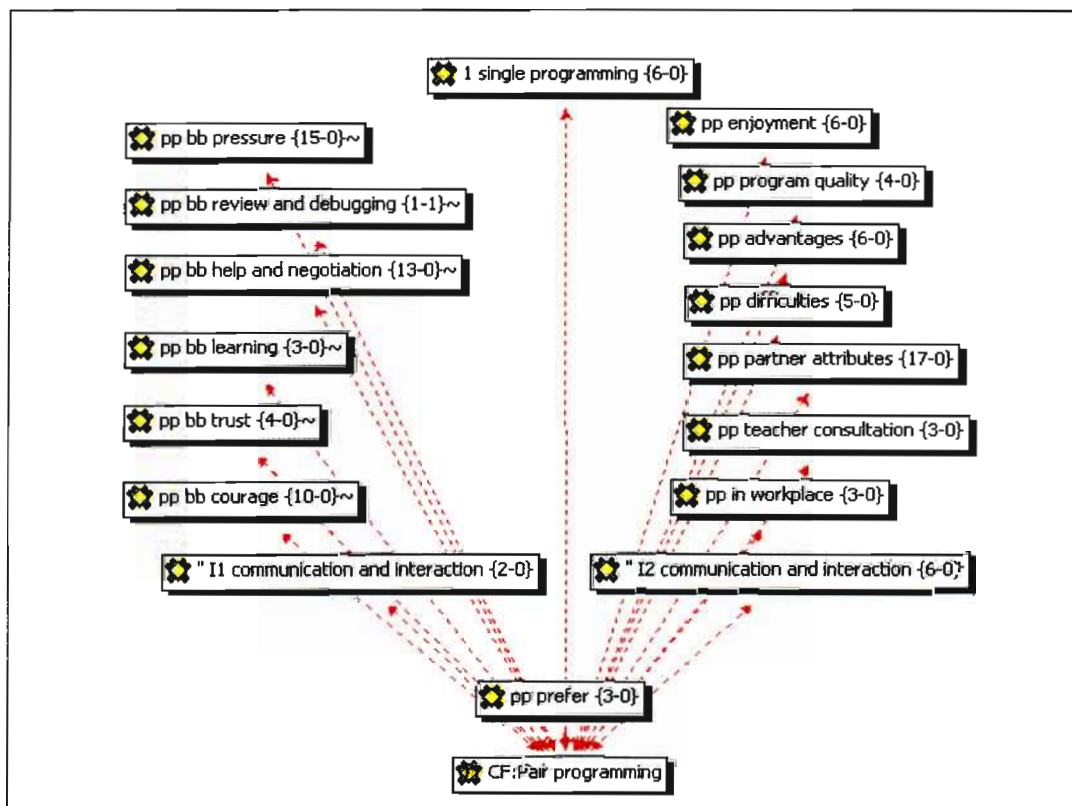 1 single programming {6-0}
pp bb pressure {15-0}~
pp bb review and debugging {1-1}~
pp bb help and negotiation {13-0}~
pp bb learning {3-0}~
pp bb trust {4-0}~
pp bb courage {10-0}~
" I1 communication and interaction {2-0}
pp enjoyment {6-0}
pp program quality {4-0}
pp advantages {6-0}
pp difficulties {5-0}
pp partner attributes {17-0}
pp teacher consultation {3-0}
pp in workplace {3-0}
" I2 communication and interaction {6-0}
pp prefer {3-0}
CF:Pair programming